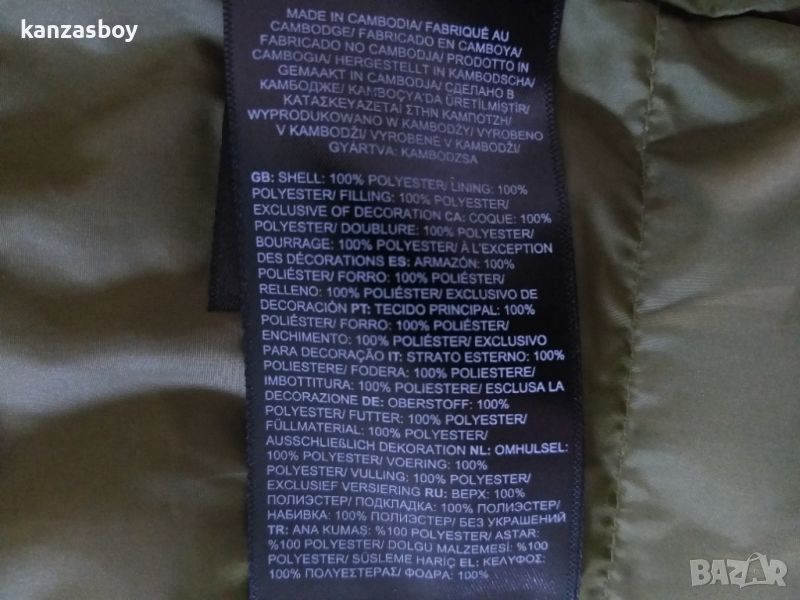 kanzasboy
MADE IN CAMBODIA/ FABRIQUÉ AU
CAMBODGE/ FABRICADO EN CAMBOYA/
FABRICADO NO CAMBODJA/ PRODOTTO IN
CAMBOGIA/ HERGESTELLT IN KAMBODSCHA/
GEMAAKT IN CAMBODJA/ СДЕЛАНО В
КАМБОДЖЕ/ KAMBOÇYA'DA ÜRETİLMİŞTİR/
ΚΑΤΑΣΚΕΥΑΖΕΤΑΙ ΣΤΗΝ ΚΑΜΠΟΤΖΗ/
WYPRODUKOWANO W KAMBODŻY/ VYROBENO
V KAMBODŽI/ VYROBENÉ V KAMBODŽI/
GYÁRTVA: KAMBODZSA
GB: SHELL: 100% POLYESTER/ LINING: 100%
POLYESTER/ FILLING: 100% POLYESTER/
EXCLUSIVE OF DECORATION CA: COQUE: 100%
POLYESTER/ DOUBLURE: 100% POLYESTER/
BOURRAGE: 100% POLYESTER/ À L'EXCEPTION
DES DÉCORATIONS ES: ARMAZÓN: 100%
POLIÉSTER/ FORRO: 100% POLIÉSTER/
RELLENO: 100% POLIÉSTER/ EXCLUSIVO DE
DECORACIÓN PT: TECIDO PRINCIPAL: 100%
POLIÉSTER/ FORRO: 100% POLIÉSTER/
ENCHIMENTO: 100% POLIÉSTER/ EXCLUSIVO
PARA DECORAÇÃO IT: STRATO ESTERNO: 100%
POLIESTERE/ FODERA: 100% POLIESTERE/
IMBOTTITURA: 100% POLIESTERE/ ESCLUSA LA
DECORAZIONE DE: OBERSTOFF: 100%
POLYESTER/ FUTTER: 100% POLYESTER/
FÜLLMATERIAL: 100% POLYESTER/
AUSSCHLIEßLICH DEKORATION NL: OMHULSEL:
100% POLYESTER/ VOERING: 100%
POLYESTER/ VULLING: 100% POLYESTER/
EXCLUSIEF VERSIERING RU: ВЕРХ: 100%
ПОЛИЭСТЕР/ ПОДКЛАДКА: 100% ПОЛИЭСТЕР/
НАБИВКА: 100% ПОЛИЭСТЕР/ БЕЗ УКРАШЕНИЙ
TR: ANA KUMAŞ: %100 POLYESTER/ ASTAR:
%100 POLYESTER/ DOLGU MALZEMESİ: %100
POLYESTER/ SÜSLEME HARİÇ EL: ΚΕΛΥΦΟΣ:
100% ΠΟΛΥΕΣΤΕΡΑΣ/ ΦΟΔΡΑ: 100%
BAZAR